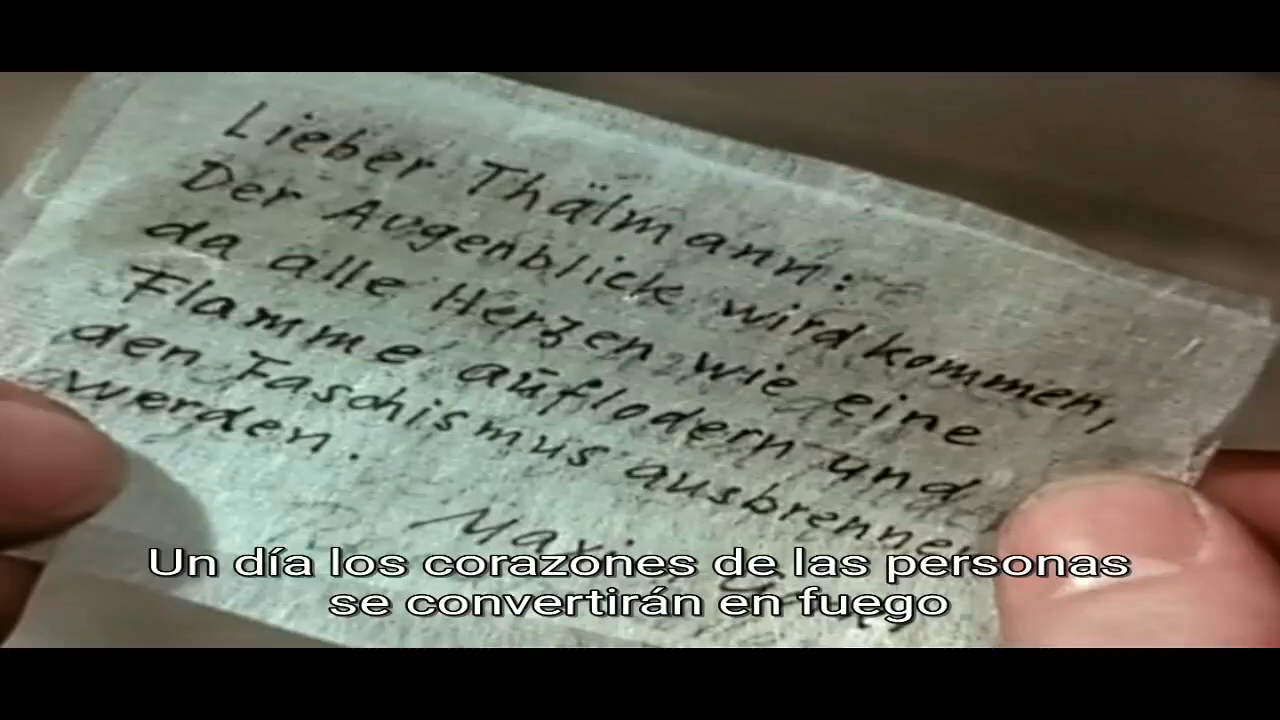 Lieber Thälmann:
Der Augenblick wird kommen,
da alle Herzen wie eine
Flamme auflodern und
den Faschismus ausbrennen
werden.
Un día los corazones de las personas
se convertirán en fuego